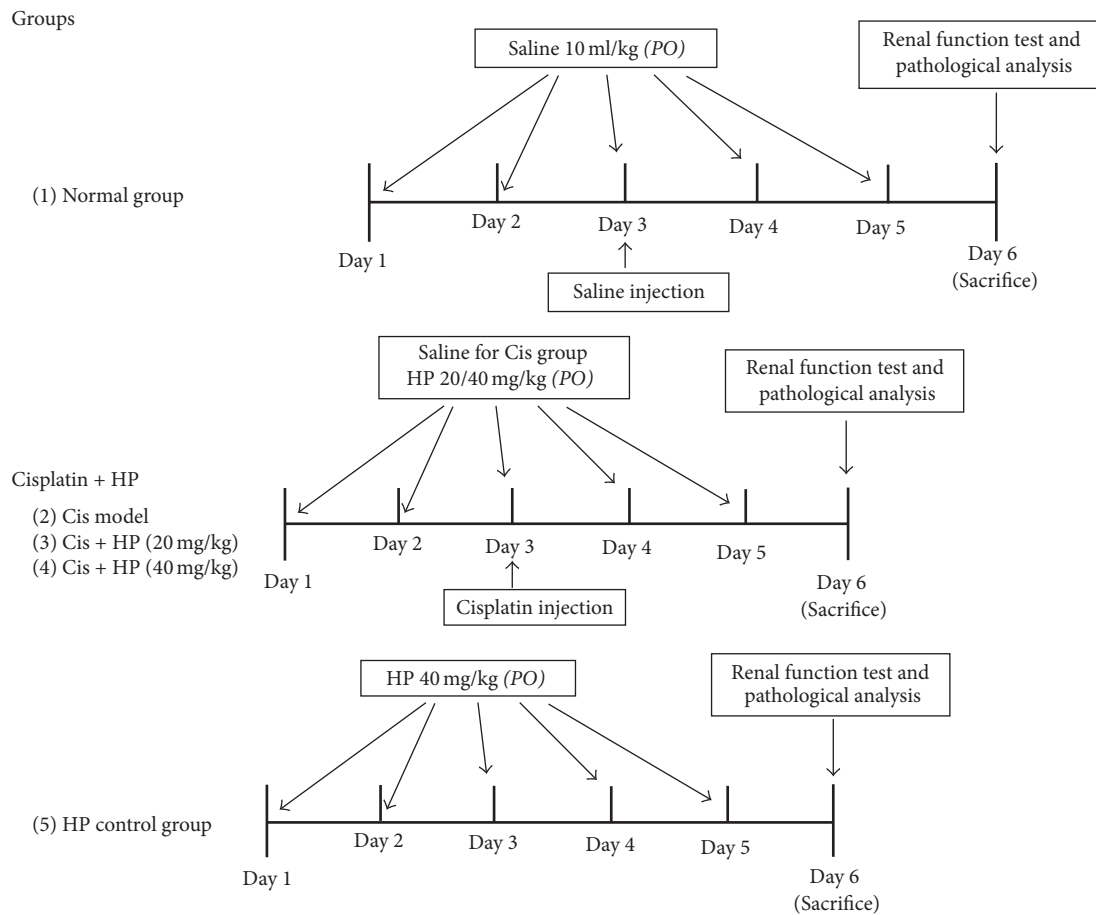 Groups
Saline 10 ml/kg (PO)
Renal function test and
pathological analysis
(1) Normal group
Day 1
Day 2
Day 3
Day 4
Day 5
Day 6
(Sacrifice)
Saline injection
Saline for Cis group
HP 20/40 mg/kg (PO)
Renal function test and
pathological analysis
Cisplatin + HP
(2) Cis model
(3) Cis + HP (20 mg/kg)
(4) Cis + HP (40 mg/kg)
Day 1
Day 2
Day 3
Day 4
Day 5
Day 6
(Sacrifice)
Cisplatin injection
HP 40 mg/kg (PO)
Renal function test and
pathological analysis
(5) HP control group
Day 1
Day 2
Day 3
Day 4
Day 5
Day 6
(Sacrifice)